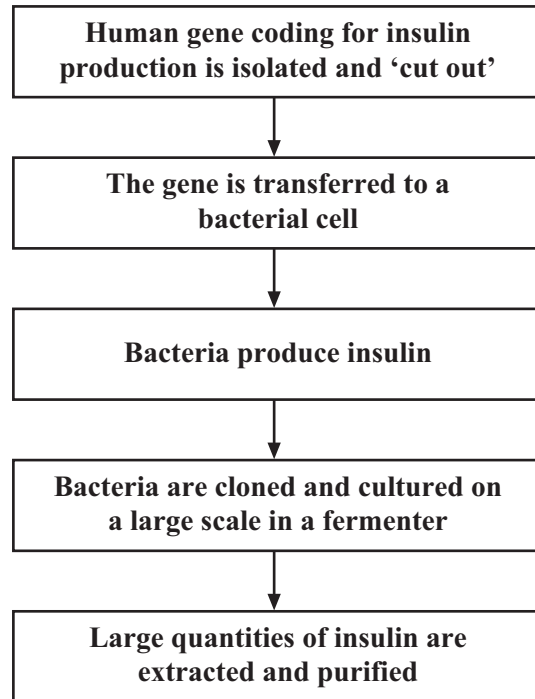 Human gene coding for insulin
production is isolated and ‘cut out’
The gene is transferred to a
bacterial cell
Bacteria produce insulin
Bacteria are cloned and cultured on
a large scale in a fermenter
Large quantities of insulin are
extracted and purified